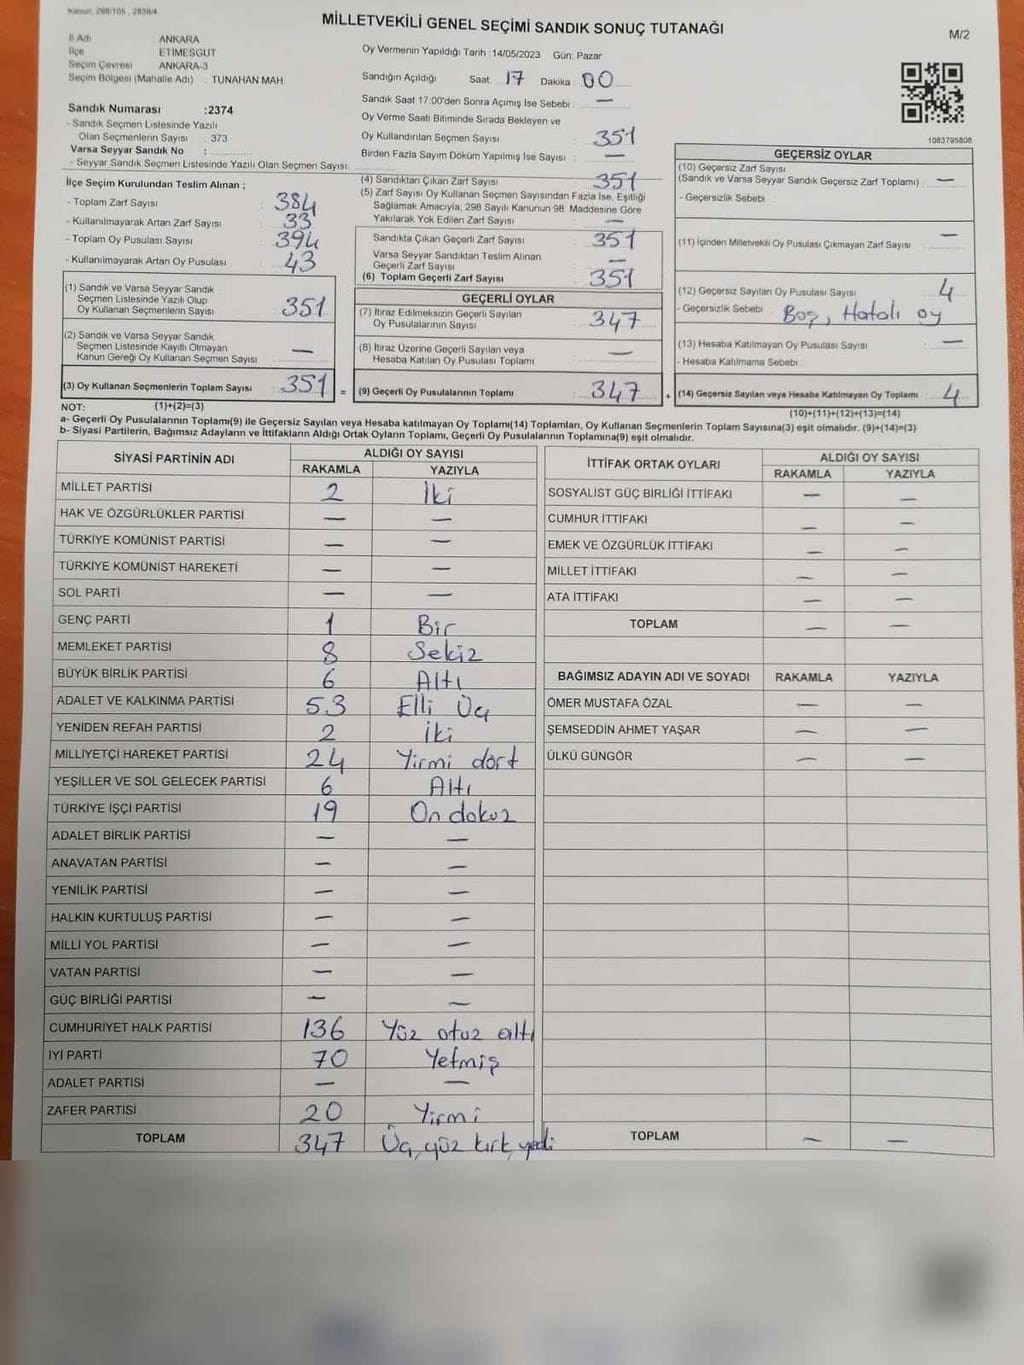 Kanun: 298/105 , 2839/4
MİLLETVEKİLİ GENEL SEÇİMİ SANDIK SONUÇ TUTANAĞI
M/2
İl Adı ANKARA
İlçe ETİMESGUT
Seçim Çevresi ANKARA-3
Seçim Bölgesi (Mahalle Adı) : TUNAHAN MAH.
Sandık Numarası :2374
- Sandık Seçmen Listesinde Yazılı
Olan Seçmenlerin Sayısı : 373
Varsa Seyyar Sandık No :
- Seyyar Sandık Seçmen Listesinde Yazılı Olan Seçmen Sayısı:
Oy Vermenin Yapıldığı Tarih :14/05/2023 Gün: Pazar
Sandığın Açıldığı Saat: 17 Dakika : 00
Sandık Saat 17:00'den Sonra Açımış İse Sebebi : —
Oy Verme Saati Bitiminde Sırada Bekleyen ve
Oy Kullandırılan Seçmen Sayısı : 351
Birden Fazla Sayım Döküm Yapılmış İse Sayısı : —
1083795808
İlçe Seçim Kurulundan Teslim Alınan ;
- Toplam Zarf Sayısı : 384
- Kullanılmayarak Artan Zarf Sayısı : 33
- Toplam Oy Pusulası Sayısı : 394
- Kullanılmayarak Artan Oy Pusulası : 43
(1) Sandık ve Varsa Seyyar Sandık
Seçmen Listesinde Yazılı Olup
Oy Kullanan Seçmenlerin Sayısı : 351
(2) Sandık ve Varsa Seyyar Sandık
Seçmen Listesinde Kayıtlı Olmayan
Kanun Gereği Oy Kullanan Seçmen Sayısı : —
(3) Oy Kullanan Seçmenlerin Toplam Sayısı : 351 =
(1)+(2)=(3)
(4) Sandıktan Çıkan Zarf Sayısı : 351
(5) Zarf Sayısı Oy Kullanan Seçmen Sayısından Fazla İse, Eşitliği
Sağlamak Amacıyla; 298 Sayılı Kanunun 98. Maddesine Göre
Yakılarak Yok Edilen Zarf Sayısı : —
Sandıkta Çıkan Geçerli Zarf Sayısı : 351
Varsa Seyyar Sandıktan Teslim Alınan
Geçerli Zarf Sayısı : —
(6) Toplam Geçerli Zarf Sayısı : 351
GEÇERLİ OYLAR
(7) İtiraz Edilmeksizin Geçerli Sayılan
Oy Pusulalarının Sayısı : 347
(8) İtiraz Üzerine Geçerli Sayılan veya
Hesaba Katılan Oy Pusulası Toplamı : —
(9) Geçerli Oy Pusulalarının Toplamı : 347 +
GEÇERSİZ OYLAR
(10) Geçersiz Zarf Sayısı
(Sandık ve Varsa Seyyar Sandık Geçersiz Zarf Toplamı) : —
- Geçersizlik Sebebi :
(11) İçinden Milletvekili Oy Pusulası Çıkmayan Zarf Sayısı : —
(12) Geçersiz Sayılan Oy Pusulası Sayısı : 4
- Geçersizlik Sebebi : Boş, Hatalı oy
(13) Hesaba Katılmayan Oy Pusulası Sayısı : —
- Hesaba Katılmama Sebebi :
(14) Geçersiz Sayılan veya Hesaba Katılmayan Oy Toplamı : 4
(10)+(11)+(12)+(13)=(14)
NOT:
a- Geçerli Oy Pusulalarının Toplamı(9) ile Geçersiz Sayılan veya Hesaba katılmayan Oy Toplamı(14) Toplamları, Oy Kullanan Seçmenlerin Toplam Sayısına(3) eşit olmalıdır. (9)+(14)=(3)
b- Siyasi Partilerin, Bağımsız Adayların ve İttifakların Aldığı Ortak Oyların Toplamı, Geçerli Oy Pusulalarının Toplamına(9) eşit olmalıdır.
SİYASİ PARTİNİN ADI ALDIĞI OY SAYISI
RAKAMLA YAZIYLA
MİLLET PARTİSİ 2 İki
HAK VE ÖZGÜRLÜKLER PARTİSİ — —
TÜRKİYE KOMÜNİST PARTİSİ — —
TÜRKİYE KOMÜNİST HAREKETİ — —
SOL PARTİ — —
GENÇ PARTİ 1 Bir
MEMLEKET PARTİSİ 8 Sekiz
BÜYÜK BİRLİK PARTİSİ 6 Altı
ADALET VE KALKINMA PARTİSİ 53 Elli Üç
YENİDEN REFAH PARTİSİ 2 İki
MİLLİYETÇİ HAREKET PARTİSİ 24 Yirmi dört
YEŞİLLER VE SOL GELECEK PARTİSİ 6 Altı
TÜRKİYE İŞÇİ PARTİSİ 19 On dokuz
ADALET BİRLİK PARTİSİ — —
ANAVATAN PARTİSİ — —
YENİLİK PARTİSİ — —
HALKIN KURTULUŞ PARTİSİ — —
MİLLİ YOL PARTİSİ — —
VATAN PARTİSİ — —
GÜÇ BİRLİĞİ PARTİSİ — —
CUMHURİYET HALK PARTİSİ 136 Yüz otuz altı
İYİ PARTİ 70 Yetmiş
ADALET PARTİSİ — —
ZAFER PARTİSİ 20 Yirmi
TOPLAM 347 Üç yüz kırk yedi
İTTİFAK ORTAK OYLARI ALDIĞI OY SAYISI
RAKAMLA YAZIYLA
SOSYALİST GÜÇ BİRLİĞİ İTTİFAKI — —
CUMHUR İTTİFAKI — —
EMEK VE ÖZGÜRLÜK İTTİFAKI — —
MİLLET İTTİFAKI — —
ATA İTTİFAKI — —
TOPLAM — —
BAĞIMSIZ ADAYIN ADI VE SOYADI RAKAMLA YAZIYLA
ÖMER MUSTAFA ÖZAL — —
ŞEMSEDDİN AHMET YAŞAR — —
ÜLKÜ GÜNGÖR — —
TOPLAM — —